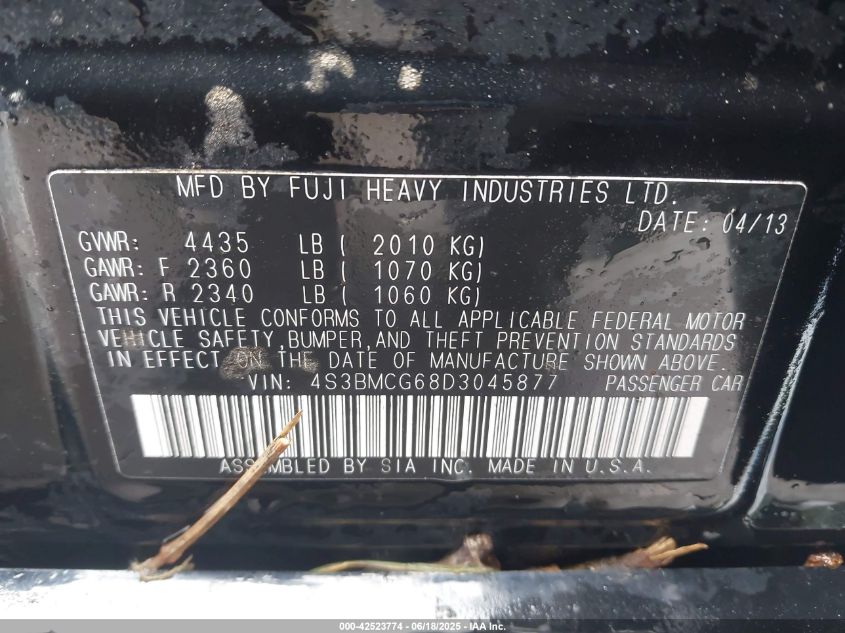 MFD BY FUJI HEAVY INDUSTRIES LTD.
DATE: 04/13
GVWR: 4435 LB ( 2010 KG)
GAWR: F 2360 LB ( 1070 KG)
GAWR: R 2340 LB ( 1060 KG)
THIS VEHICLE CONFORMS TO ALL APPLICABLE FEDERAL MOTOR
VEHICLE SAFETY, BUMPER, AND THEFT PREVENTION STANDARDS
IN EFFECT ON THE DATE OF MANUFACTURE SHOWN ABOVE.
VIN: 4S3BMCG68D3045877 PASSENGER CAR
ASSEMBLED BY SIA INC. MADE IN U.S.A.
000-42523774 - 06/18/2025 - IAA Inc.